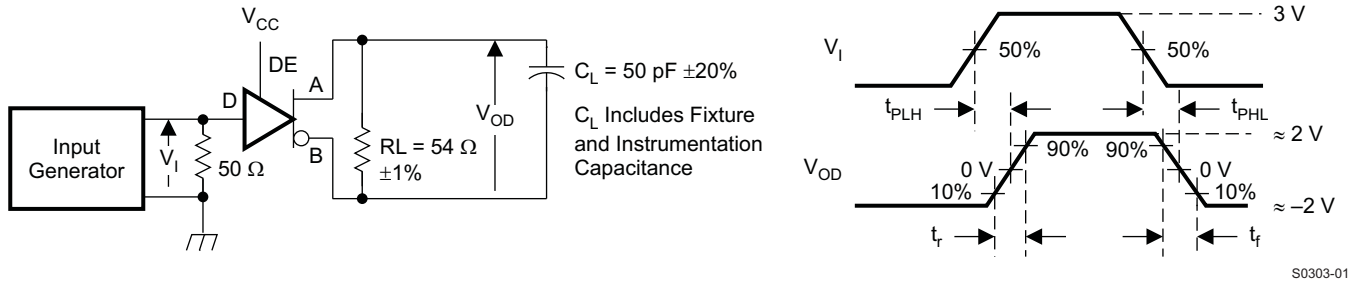 V_CC
DE
D
A
B
Input
Generator
V_I
50 Ω
RL = 54 Ω
±1%
V_OD
C_L = 50 pF ±20%
C_L Includes Fixture
and Instrumentation
Capacitance
3 V
V_I
50%
50%
t_PLH
t_PHL
≈ 2 V
90%
90%
V_OD
0 V
0 V
10%
10%
≈ –2 V
t_r
t_f
S0303-01